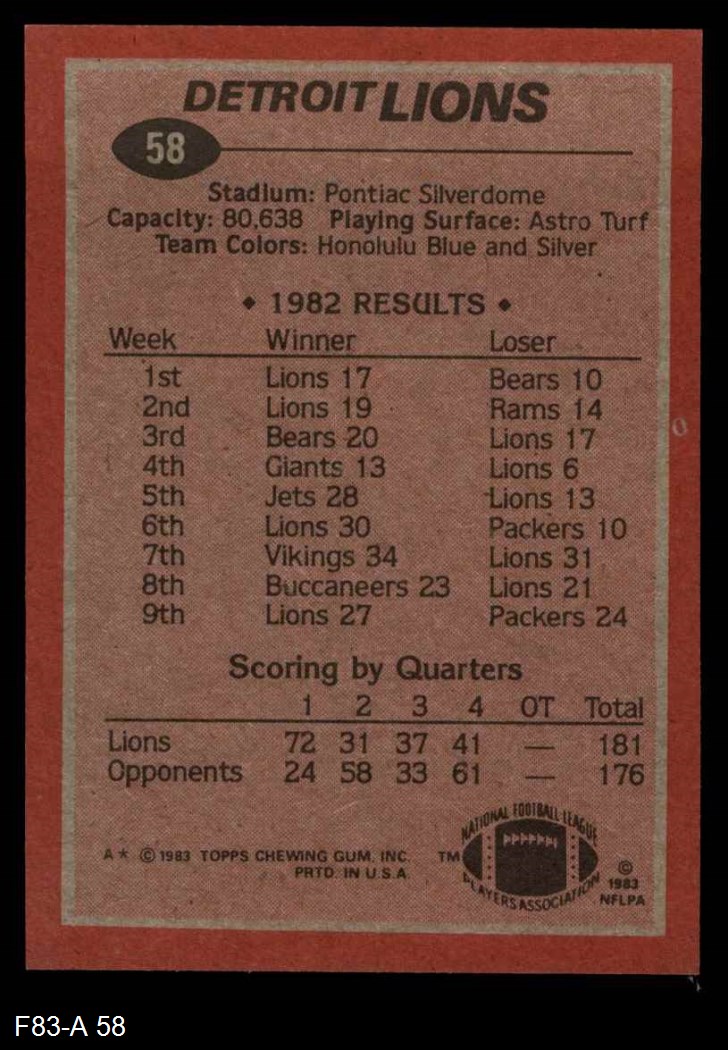 DETROIT LIONS
58
Stadium: Pontiac Silverdome
Capacity: 80,638 Playing Surface: Astro Turf
Team Colors: Honolulu Blue and Silver
• 1982 RESULTS •
Week Winner Loser
1st Lions 17 Bears 10
2nd Lions 19 Rams 14
3rd Bears 20 Lions 17
4th Giants 13 Lions 6
5th Jets 28 Lions 13
6th Lions 30 Packers 10
7th Vikings 34 Lions 31
8th Buccaneers 23 Lions 21
9th Lions 27 Packers 24
Scoring by Quarters
1 2 3 4 OT Total
Lions 72 31 37 41 — 181
Opponents 24 58 33 61 — 176
A* © 1983 TOPPS CHEWING GUM, INC.
PRTD. IN U.S.A.
TM
NATIONAL FOOTBALL LEAGUE
PLAYERS ASSOCIATION
©
1983
NFLPA
F83-A 58